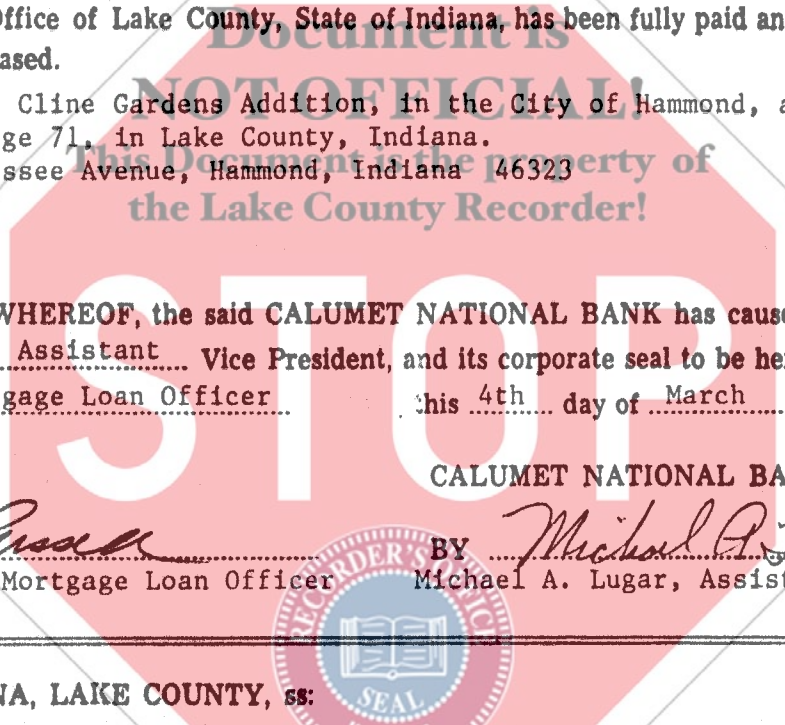 Office of Lake County, State of Indiana, has been fully paid an
Document is
ased.
NOT OFFICIAL!
Cline Gardens Addition, in the City of Hammond, a
ge 71, in Lake County, Indiana.
This Document is the property of
ssee Avenue, Hammond, Indiana 46323
the Lake County Recorder!
STOP
WHEREOF, the said CALUMET NATIONAL BANK has cause
Assistant Vice President, and its corporate seal to be he
gage Loan Officer this 4th day of March
CALUMET NATIONAL BA
BY Michael A.
Mortgage Loan Officer Michael A. Lugar, Assist
RECORDER'S OFFICE
SEAL
NA, LAKE COUNTY, ss: